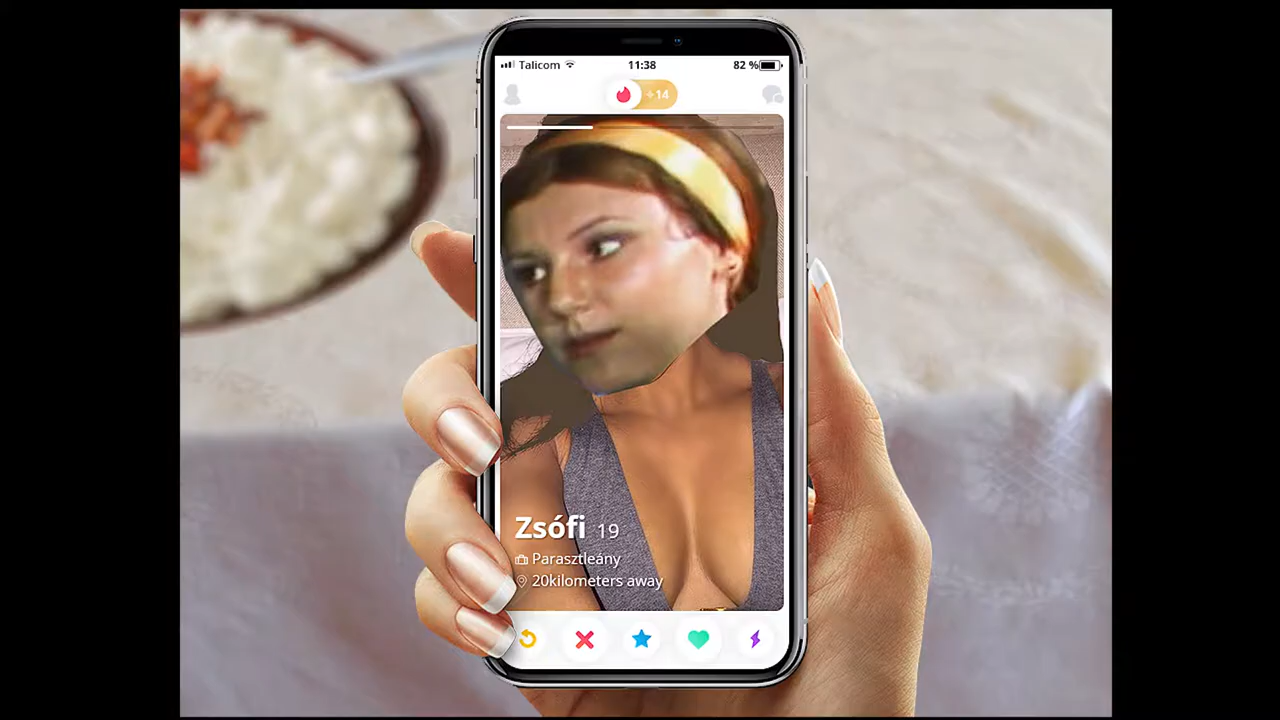 Talicom 11:38 82 %
+14
Zsófi 19
Parasztleány
20kilometers away